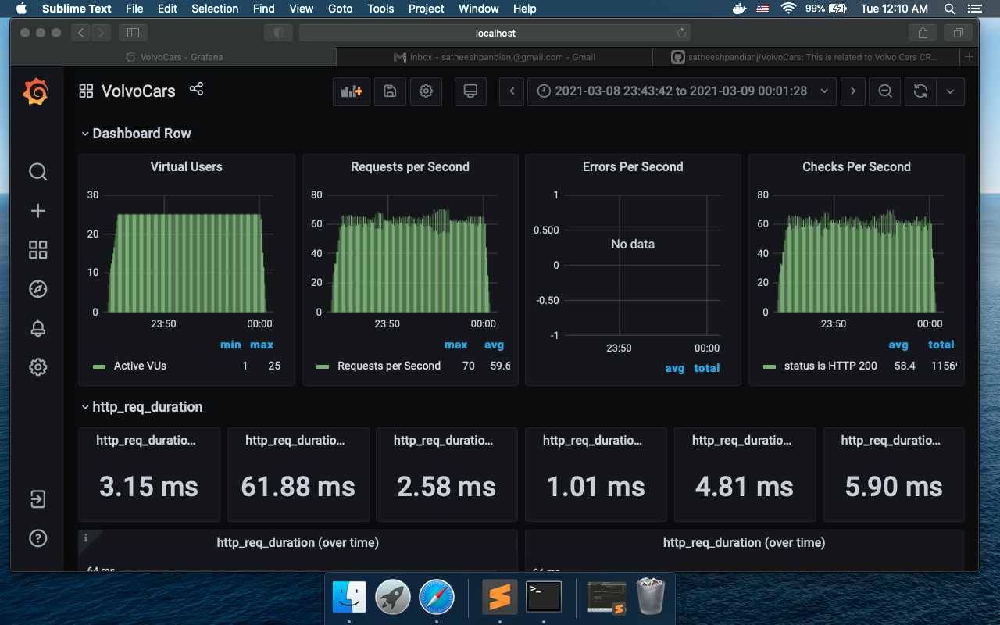 Sublime Text File Edit Selection Find View Goto Tools Project Window Help 99% Tue 12:10 AM
localhost
VolvoCars - Grafana Inbox - satheeshpandianj@gmail.com - Gmail satheeshpandianj/VolvoCars: This is related to Volvo Cars CR...
VolvoCars 2021-03-08 23:43:42 to 2021-03-09 00:01:28
Dashboard Row
Virtual Users
30
20
10
0
23:50 00:00
min max
Active VUs 1 25
Requests per Second
80
60
40
20
0
23:50 00:00
max avg
Requests per Second 70 59.6
Errors Per Second
1
0.500
0
-0.50
-1
No data
23:50 00:00
avg total
Checks Per Second
80
60
40
20
0
23:50 00:00
avg total
status is HTTP 200 58.4 1156
http_req_duration
http_req_duratio... http_req_duratio... http_req_duratio... http_req_duratio... http_req_duratio... http_req_duratio...
3.15 ms 61.88 ms 2.58 ms 1.01 ms 4.81 ms 5.90 ms
http_req_duration (over time) http_req_duration (over time)
64 ms 64 ms